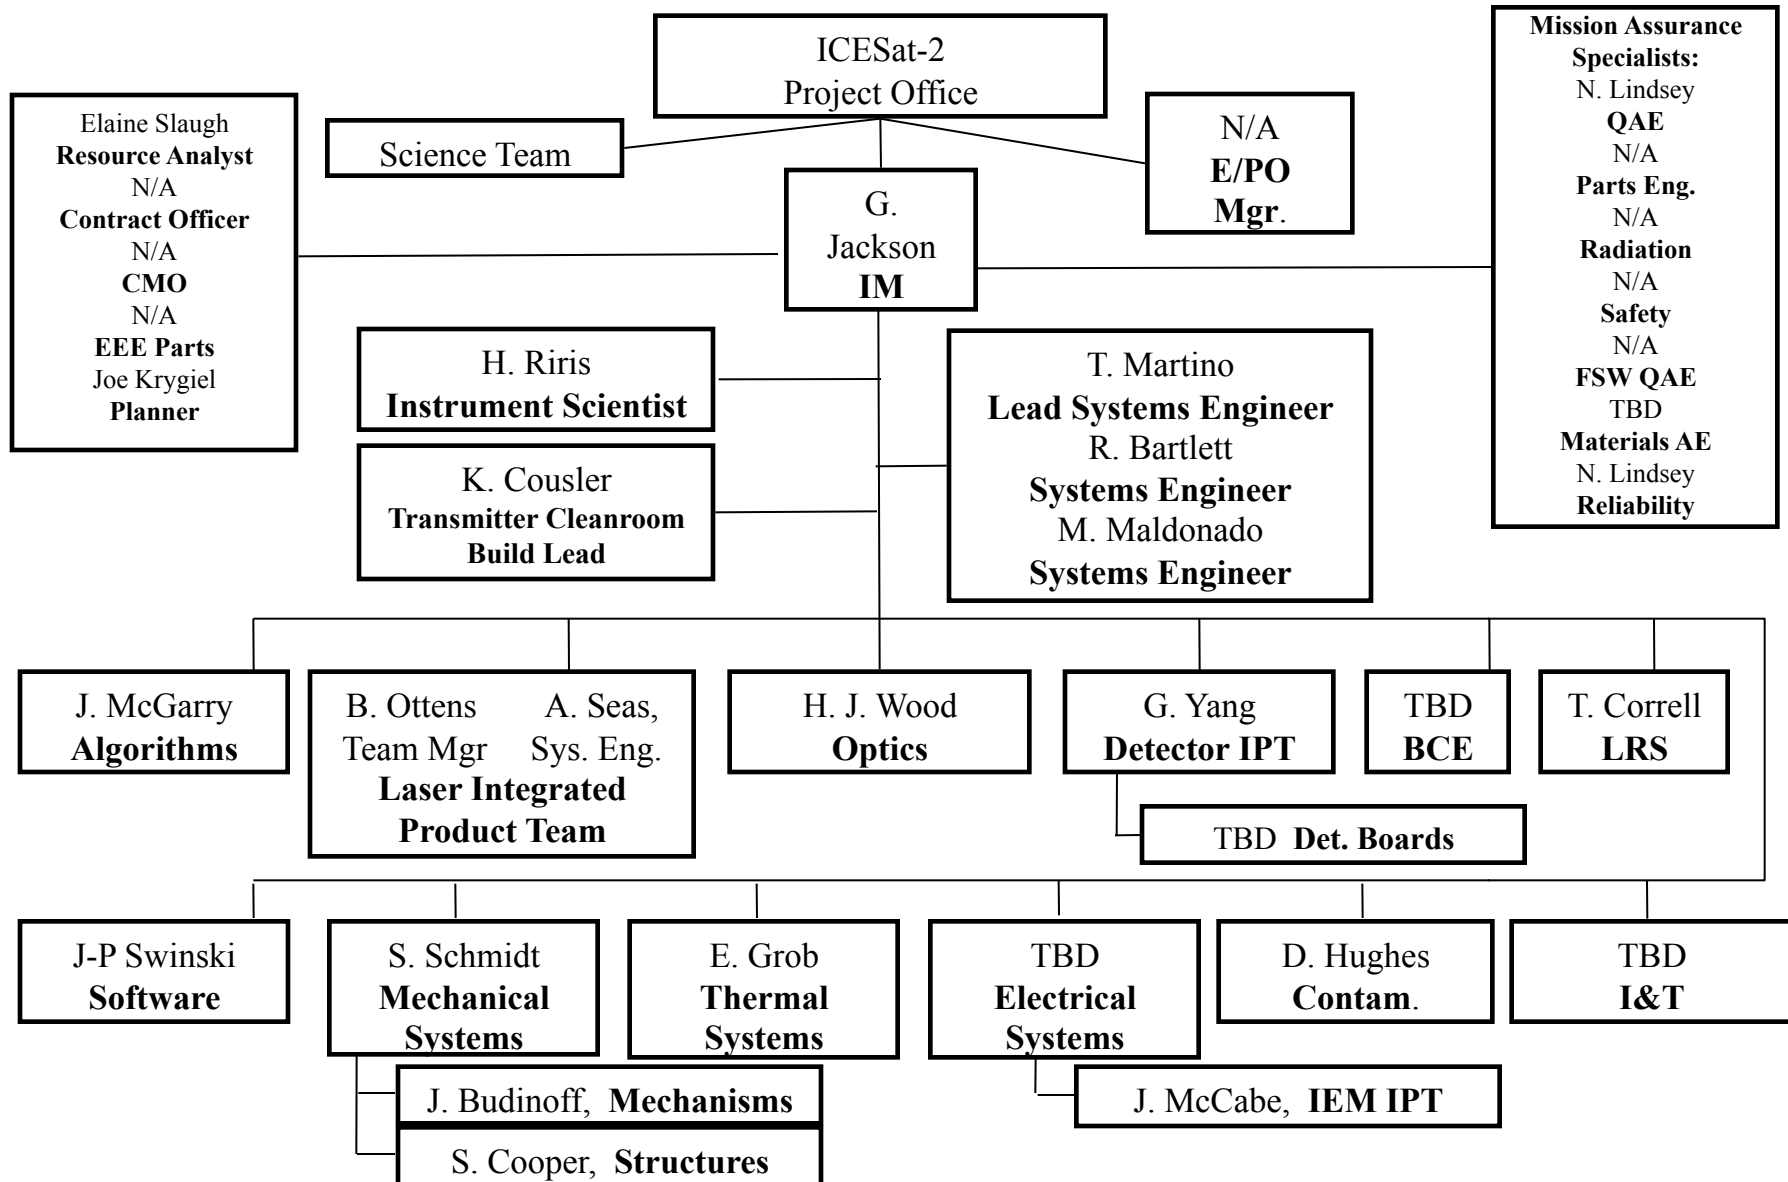 ICESat-2
Project Office
Science Team
N/A
E/PO
Mgr.
Elaine Slaugh
Resource Analyst
N/A
Contract Officer
N/A
CMO
N/A
EEE Parts
Joe Krygiel
Planner
G.
Jackson
IM
Mission Assurance
Specialists:
N. Lindsey
QAE
N/A
Parts Eng.
N/A
Radiation
N/A
Safety
N/A
FSW QAE
TBD
Materials AE
N. Lindsey
Reliability
H. Riris
Instrument Scientist
K. Cousler
Transmitter Cleanroom
Build Lead
T. Martino
Lead Systems Engineer
R. Bartlett
Systems Engineer
M. Maldonado
Systems Engineer
J. McGarry
Algorithms
B. Ottens
Team Mgr
A. Seas,
Sys. Eng.
Laser Integrated
Product Team
H. J. Wood
Optics
G. Yang
Detector IPT
TBD
BCE
T. Correll
LRS
TBD Det. Boards
J-P Swinski
Software
S. Schmidt
Mechanical
Systems
E. Grob
Thermal
Systems
TBD
Electrical
Systems
D. Hughes
Contam.
TBD
I&T
J. Budinoff, Mechanisms
S. Cooper, Structures
J. McCabe, IEM IPT